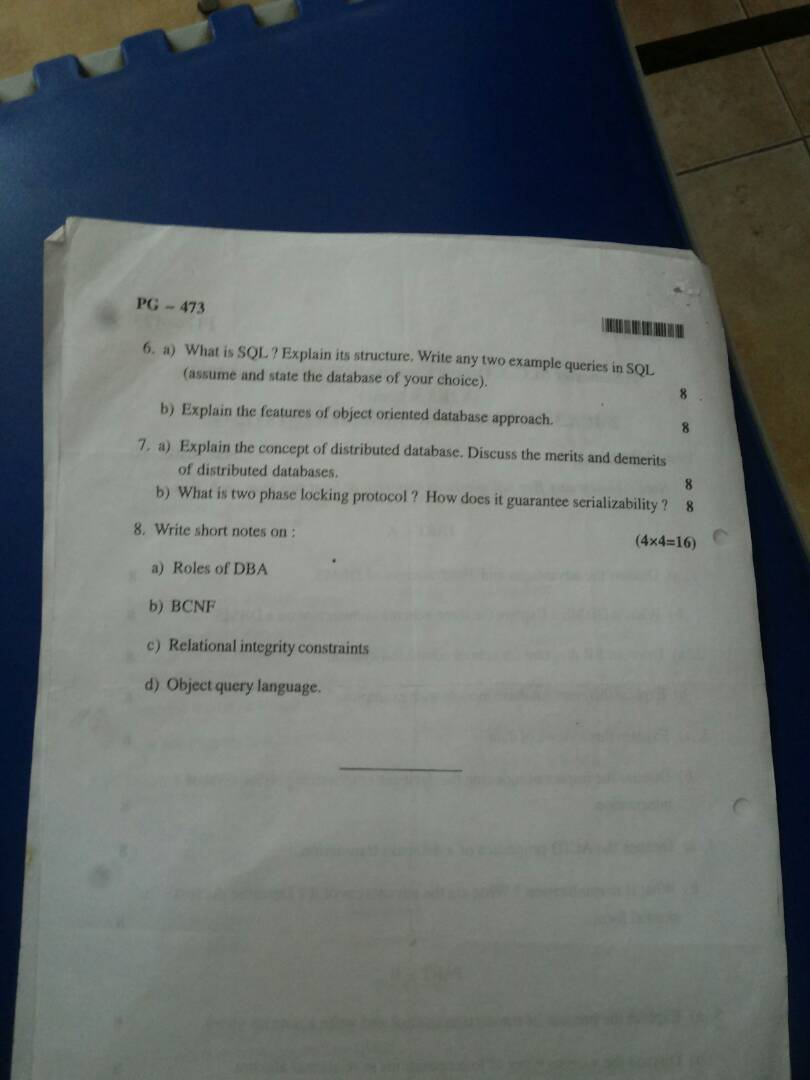 PG – 473
6. a) What is SQL ? Explain its structure. Write any two example queries in SQL
(assume and state the database of your choice). 8
b) Explain the features of object oriented database approach. 8
7. a) Explain the concept of distributed database. Discuss the merits and demerits
of distributed databases. 8
b) What is two phase locking protocol ? How does it guarantee serializability ? 8
8. Write short notes on : (4×4=16)
a) Roles of DBA
b) BCNF
c) Relational integrity constraints
d) Object query language.